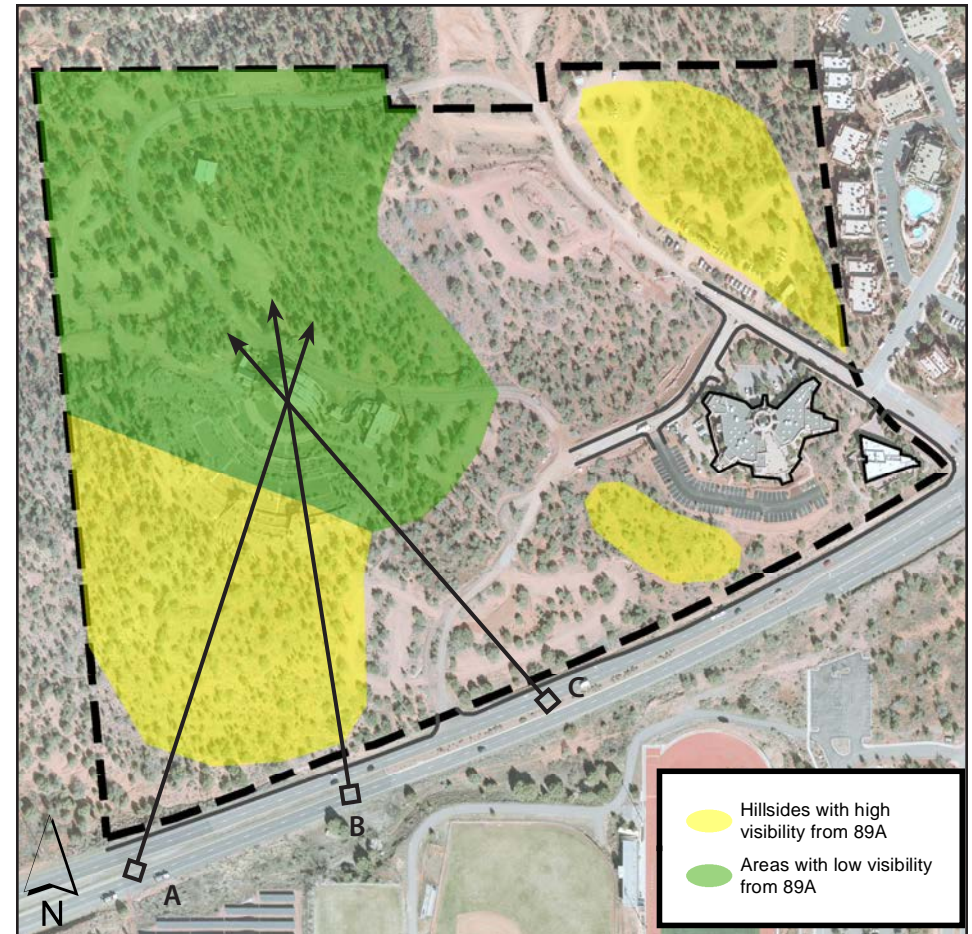 C
B
A
N
Hillsides with high
visibility from 89A
Areas with low visibility
from 89A